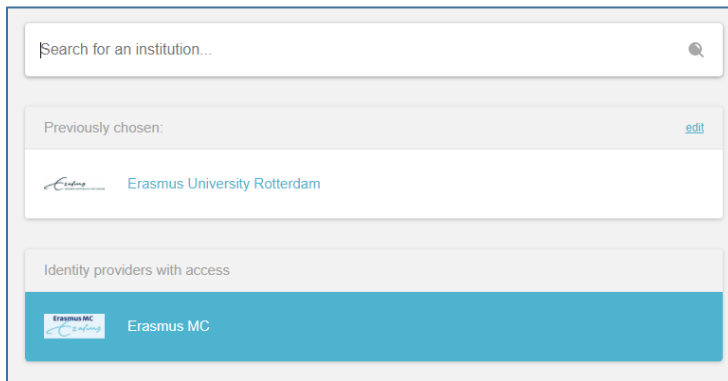 Search for an institution...
Previously chosen:
edit
Erasmus University Rotterdam
Identity providers with access
Erasmus MC
Erasmus MC